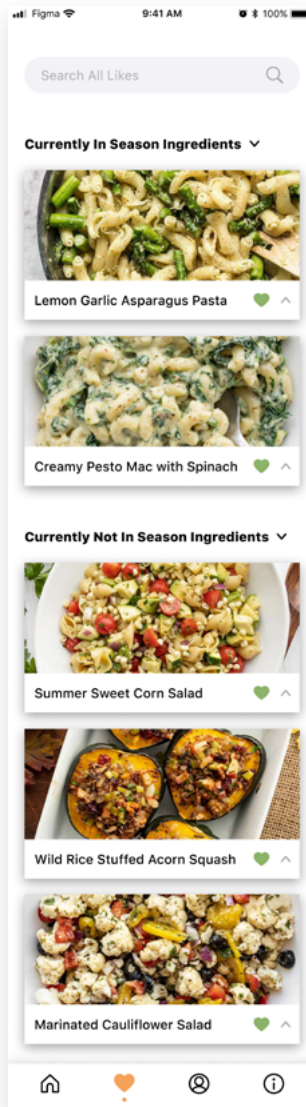 Figma
9:41 AM
100%
Search All Likes
Currently In Season Ingredients
Lemon Garlic Asparagus Pasta
Creamy Pesto Mac with Spinach
Currently Not In Season Ingredients
Summer Sweet Corn Salad
Wild Rice Stuffed Acorn Squash
Marinated Cauliflower Salad